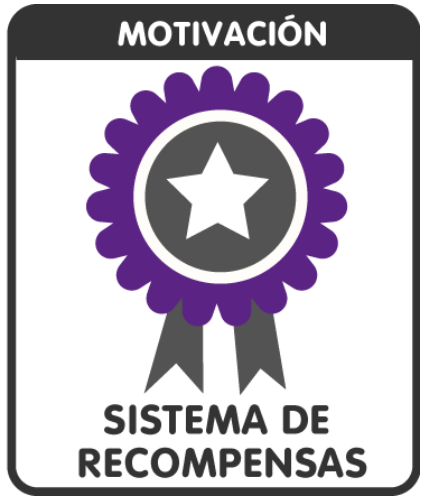 MOTIVACIÓN
SISTEMA DE
RECOMPENSAS